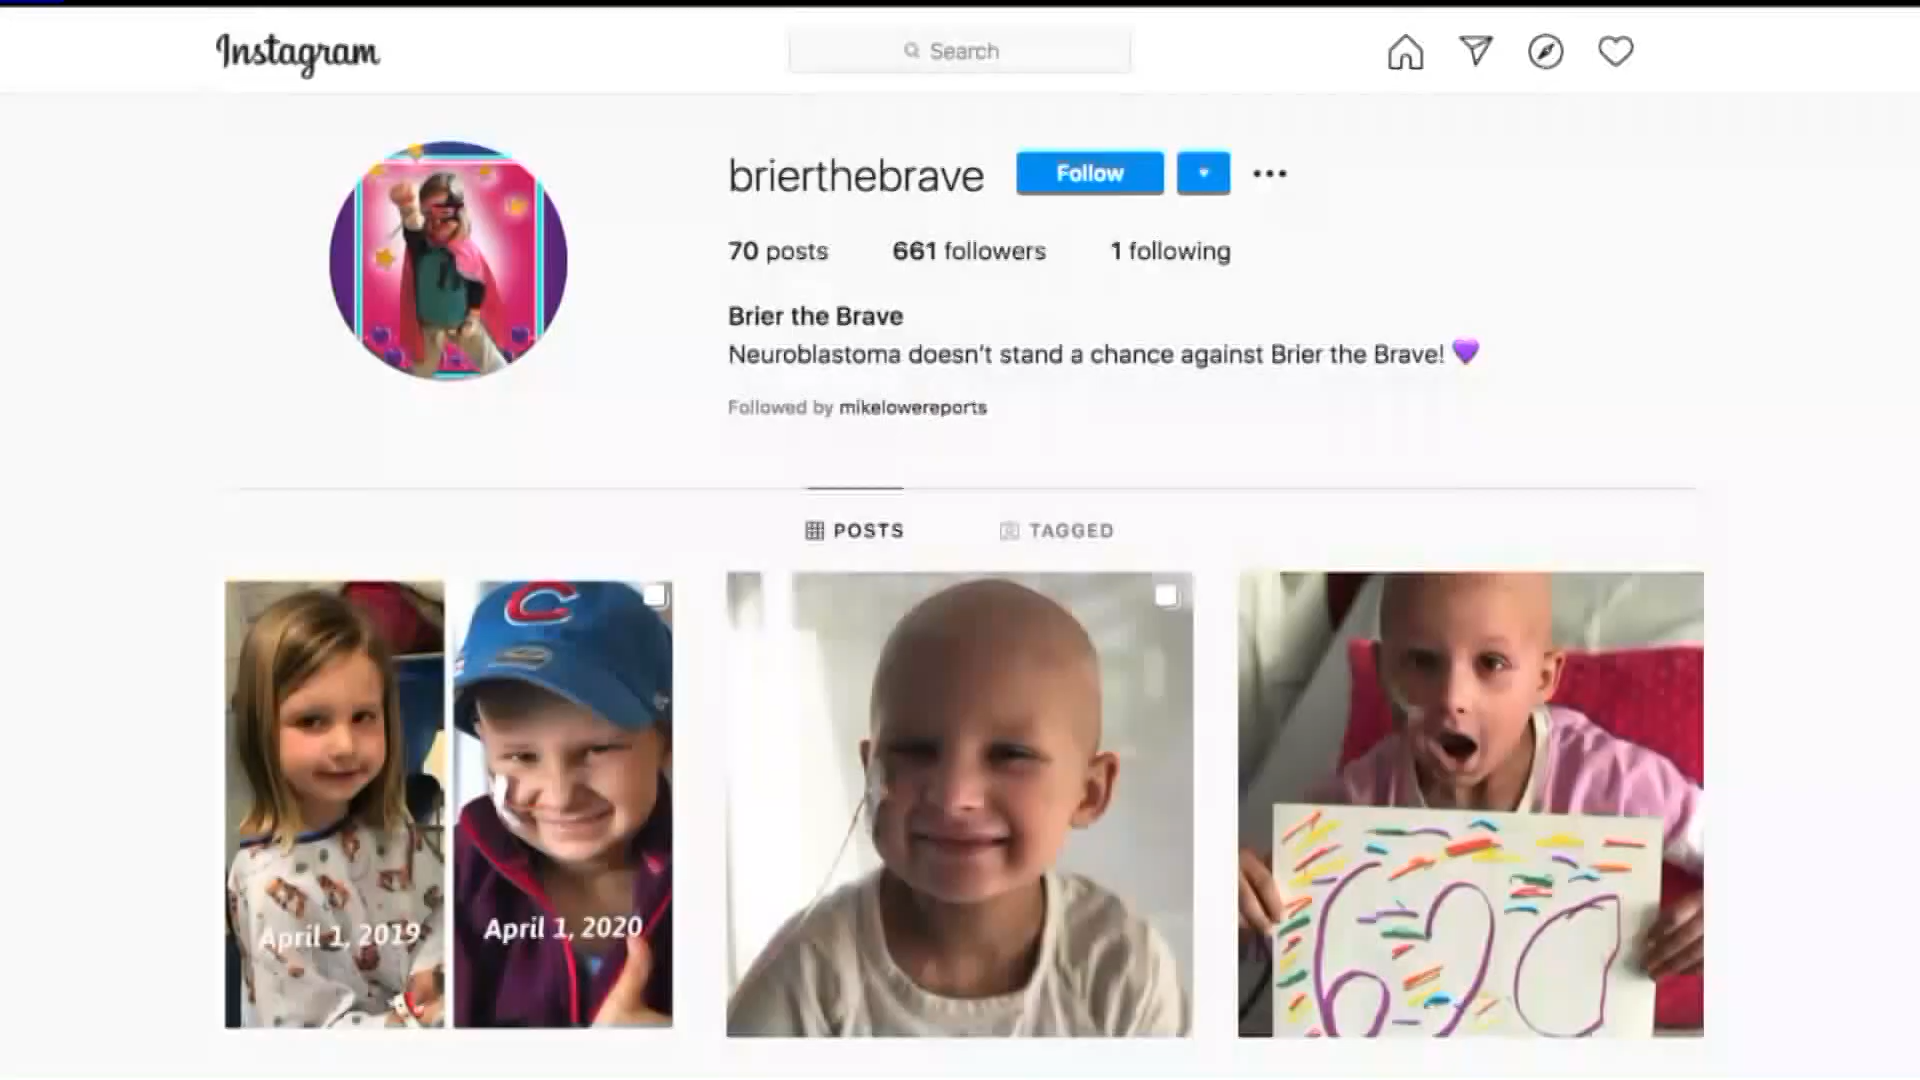 Instagram
Search
brierthebrave
Follow
70 posts 661 followers 1 following
Brier the Brave
Neuroblastoma doesn't stand a chance against Brier the Brave! 💜
Followed by mikelowereports
POSTS TAGGED
C
April 1, 2019
April 1, 2020
620